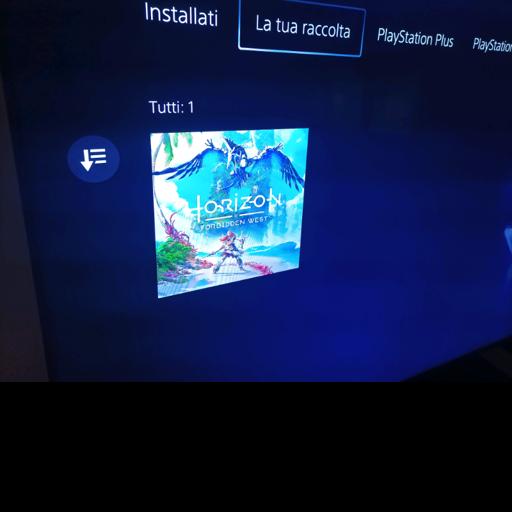 Installati
La tua raccolta
PlayStation Plus
PlayStation
Tutti: 1
HORIZON
FORBIDDEN WEST